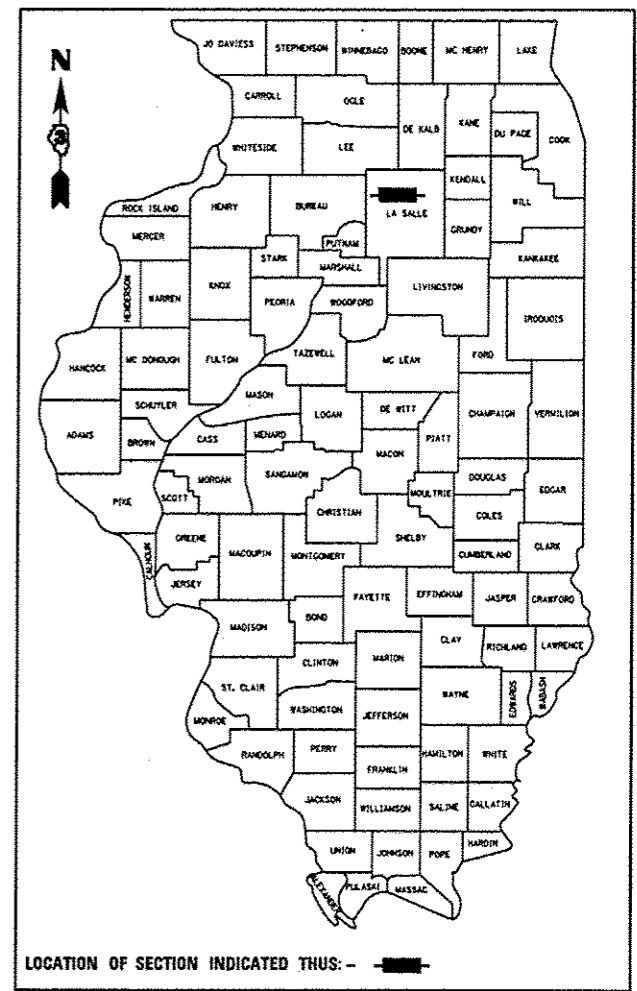 JO DAVIESS STEPHENSON WINNEBAGO BOONE MC HENRY LAKE
N
CARROLL OGLE DE KALB KANE DU PAGE COOK
WHITESIDE LEE
KENDALL WILL
ROCK ISLAND HENRY BUREAU LA SALLE GRUNDY
MERCER PUTNAM KANKAKEE
STARK MARSHALL
HENDERSON WARREN KNOX PEORIA WOODFORD LIVINGSTON IROQUOIS
HANCOCK MC DONOUGH FULTON TAZEWELL MC LEAN FORD
MASON
SCHUYLER LOGAN DE WITT CHAMPAIGN VERMILION
ADAMS BROWN CASS MENARD MACON PIATT
SANGAMON DOUGLAS
PIKE SCOTT MORGAN CHRISTIAN MOULTRIE COLES EDGAR
GREENE MACOUPIN MONTGOMERY SHELBY CUMBERLAND CLARK
CALHOUN JERSEY FAYETTE EFFINGHAM JASPER CRAWFORD
MADISON BOND
CLAY RICHLAND LAWRENCE
CLINTON MARION
ST. CLAIR WAYNE EDWARDS WABASH
MONROE WASHINGTON JEFFERSON
RANDOLPH PERRY HAMILTON WHITE
FRANKLIN
JACKSON WILLIAMSON SALINE GALLATIN
UNION JOHNSON POPE HARDIN
ALEXANDER PULASKI MASSAC
LOCATION OF SECTION INDICATED THUS: -